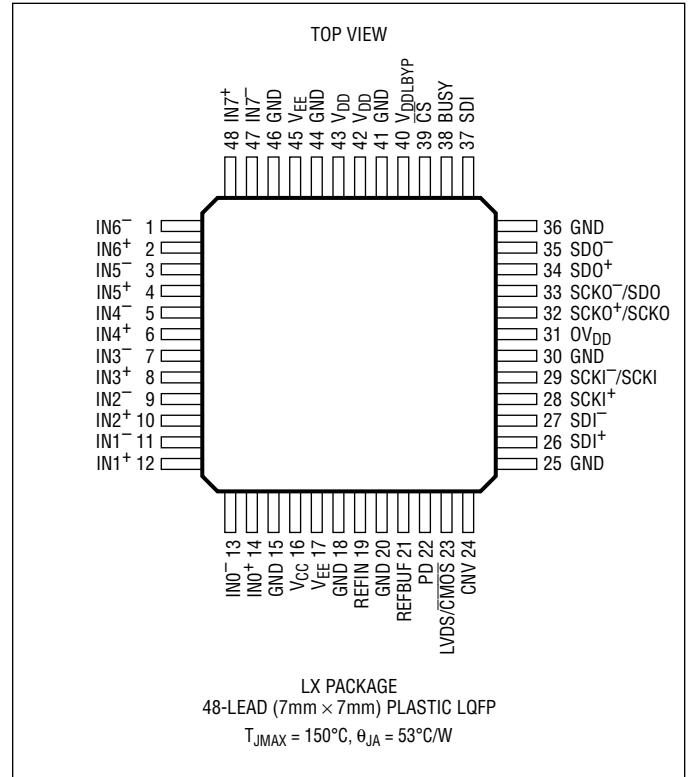 TOP VIEW
48 IN7⁺
47 IN7⁻
46 GND
45 VEE
44 GND
43 VDD
42 VDD
41 GND
40 VDDLBYP
39 C̅S̅
38 BUSY
37 SDI
IN6⁻ 1
IN6⁺ 2
IN5⁻ 3
IN5⁺ 4
IN4⁻ 5
IN4⁺ 6
IN3⁻ 7
IN3⁺ 8
IN2⁻ 9
IN2⁺ 10
IN1⁻ 11
IN1⁺ 12
36 GND
35 SDO⁻
34 SDO⁺
33 SCKO⁻/SDO
32 SCKO⁺/SCKO
31 OVDD
30 GND
29 SCKI⁻/SCKI
28 SCKI⁺
27 SDI⁻
26 SDI⁺
25 GND
IN0⁻ 13
IN0⁺ 14
GND 15
VCC 16
VEE 17
GND 18
REFIN 19
GND 20
REFBUF 21
PD 22
LVDS/C̅M̅O̅S̅ 23
CNV 24
LX PACKAGE
48-LEAD (7mm × 7mm) PLASTIC LQFP
TJMAX = 150°C, θJA = 53°C/W